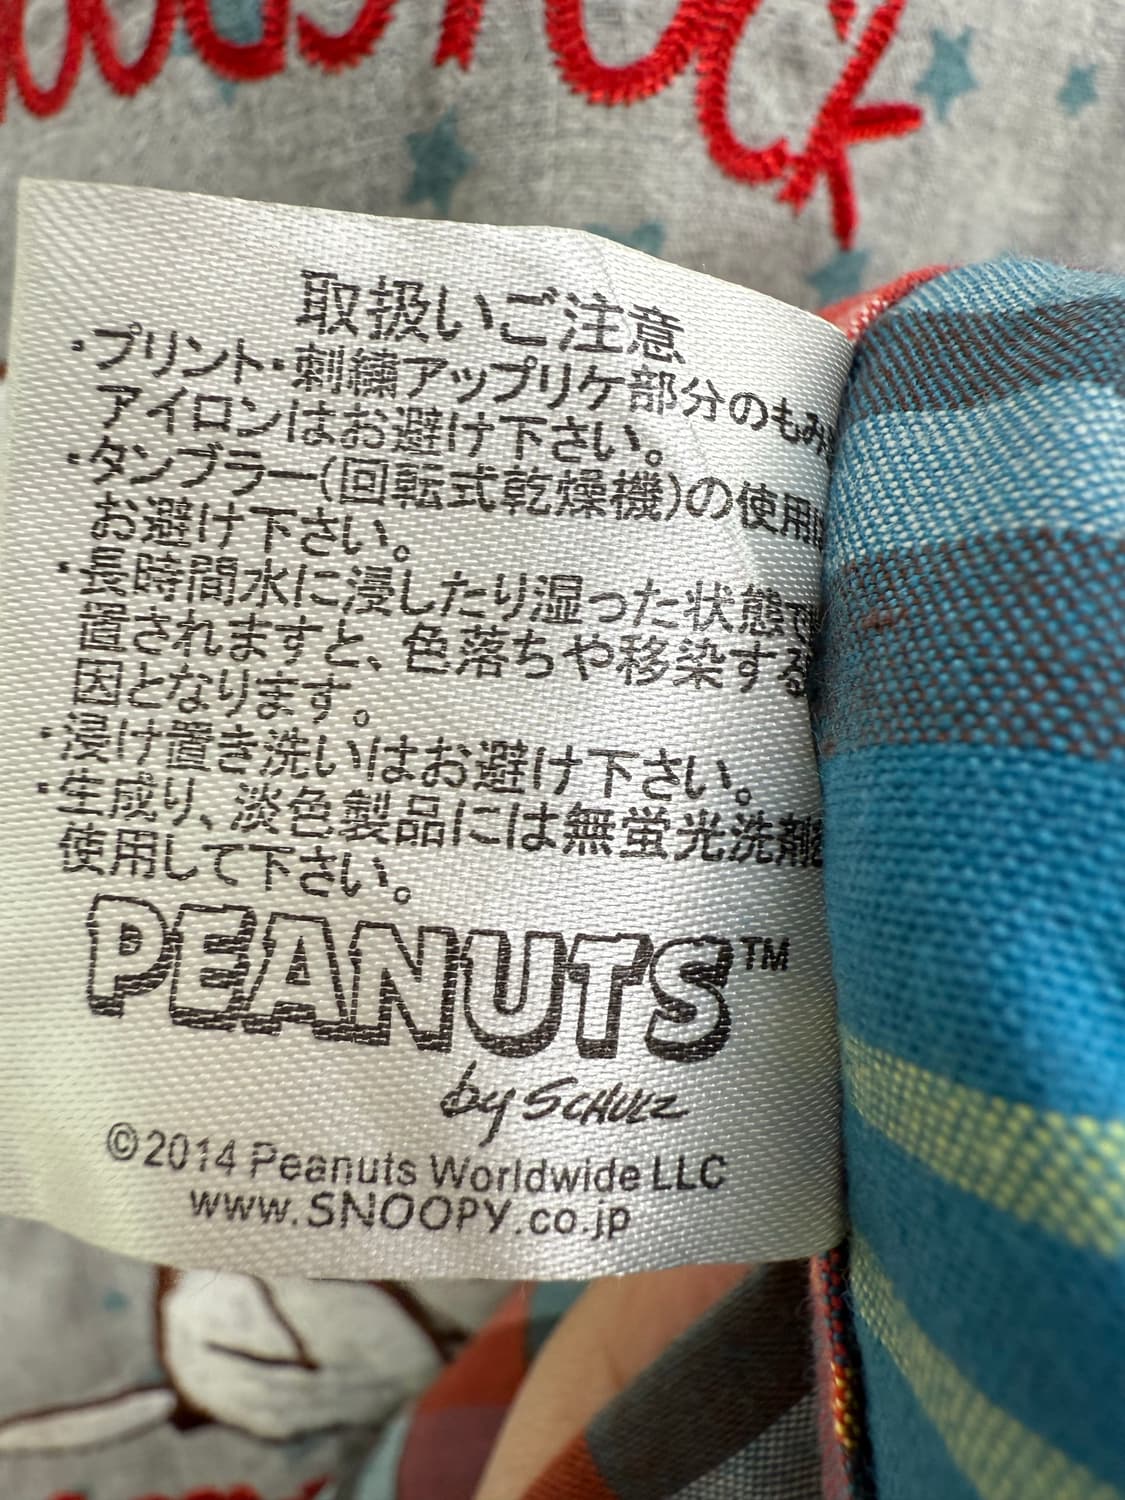 oodstock
取扱いご注意
・プリント・刺繍アップリケ部分のもみ
アイロンはお避け下さい。
・タンブラー(回転式乾燥機)の使用は
お避け下さい。
・長時間水に浸したり湿った状態で
置されますと、色落ちや移染する
因となります。
・浸け置き洗いはお避け下さい。
・生成り、淡色製品には無蛍光洗剤を
使用して下さい。
PEANUTS™
by SCHULZ
©2014 Peanuts Worldwide LLC
www.SNOOPY.co.jp